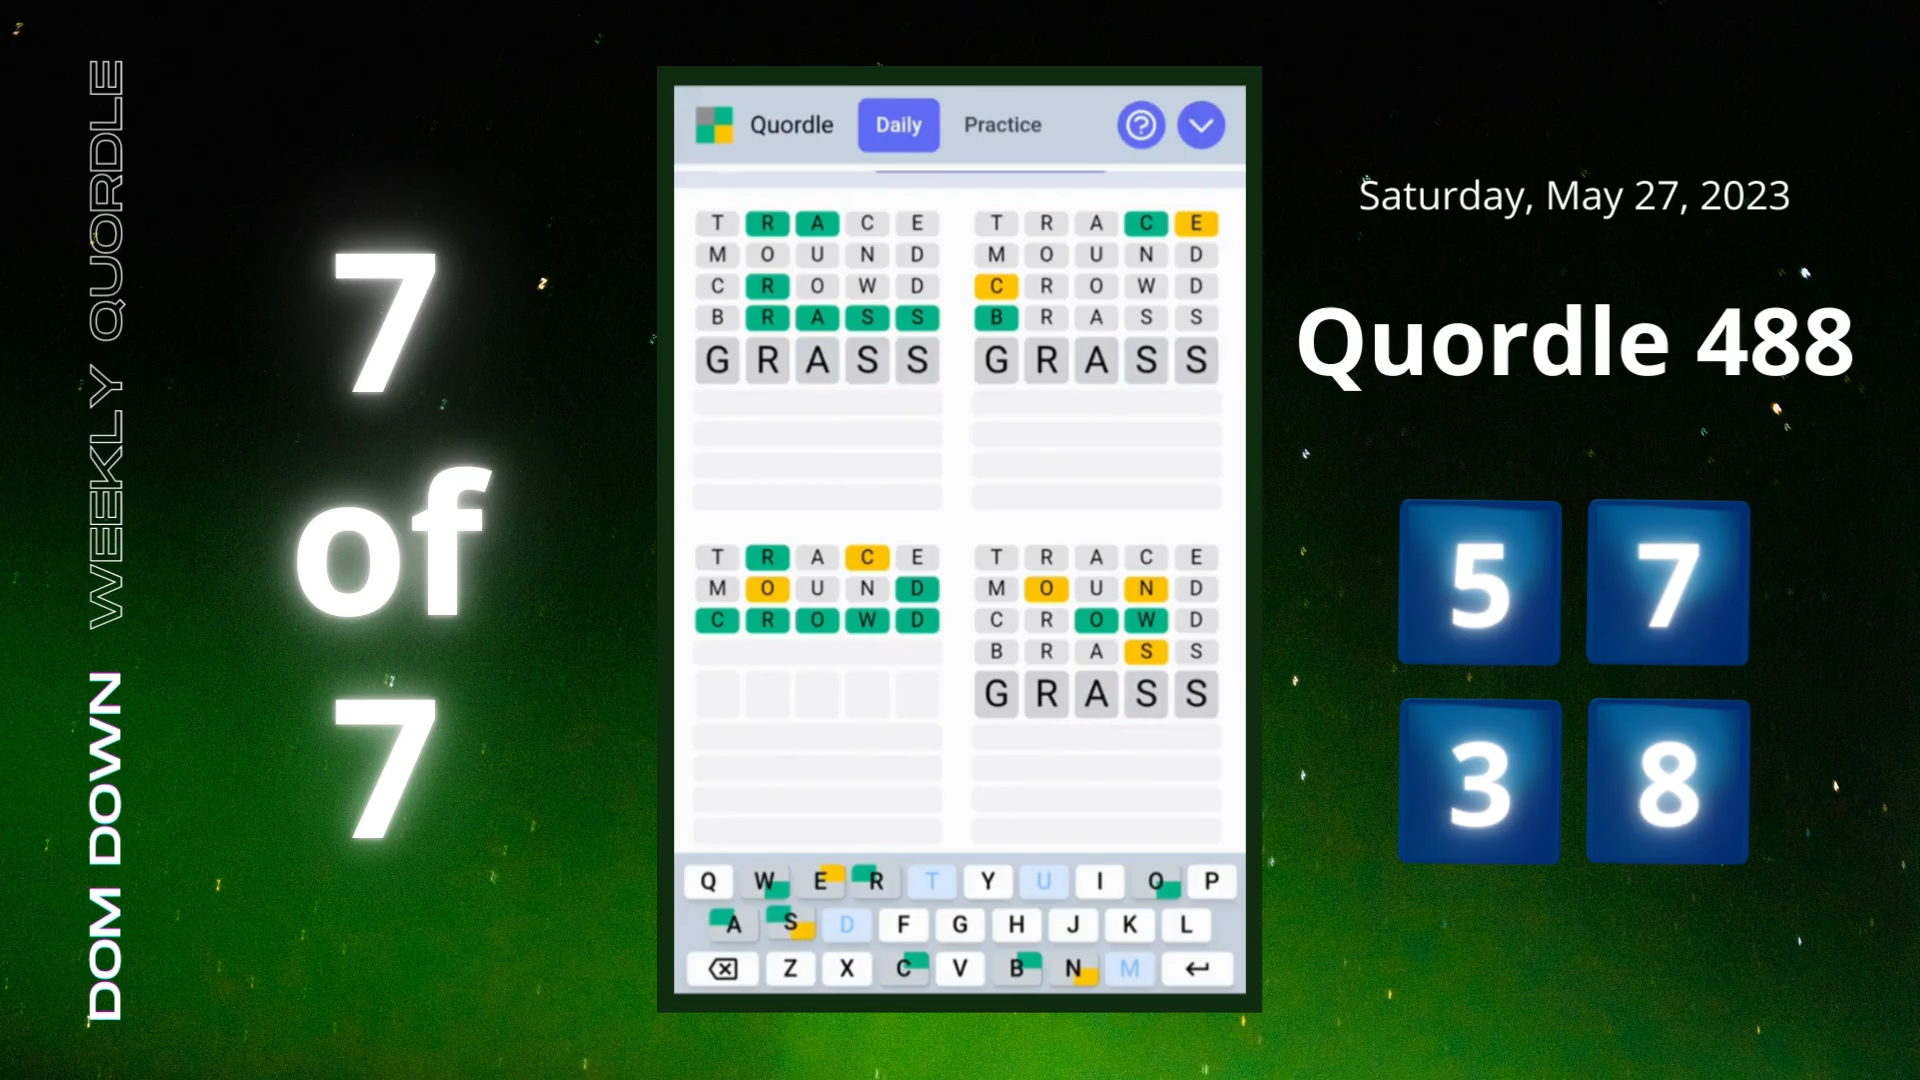 DOM DOWN WEEKLY QUORDLE
7
of
7
Quordle Daily Practice
T R A C E
M O U N D
C R O W D
B R A S S
G R A S S
T R A C E
M O U N D
C R O W D
B R A S S
G R A S S
T R A C E
M O U N D
C R O W D
T R A C E
M O U N D
C R O W D
B R A S S
G R A S S
Q W E R T Y U I O P
A S D F G H J K L
Z X C V B N M
Saturday, May 27, 2023
Quordle 488
5 7
3 8